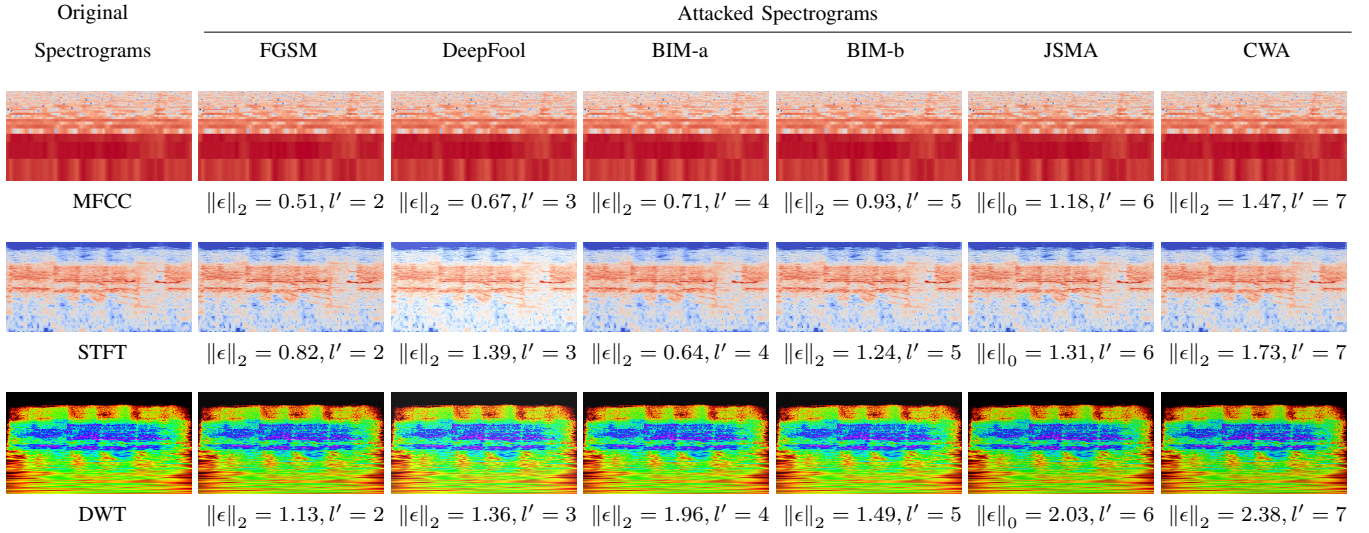 Original Attacked Spectrograms
Spectrograms FGSM DeepFool BIM-a BIM-b JSMA CWA
MFCC ‖ϵ‖₂ = 0.51, l′ = 2 ‖ϵ‖₂ = 0.67, l′ = 3 ‖ϵ‖₂ = 0.71, l′ = 4 ‖ϵ‖₂ = 0.93, l′ = 5 ‖ϵ‖₀ = 1.18, l′ = 6 ‖ϵ‖₂ = 1.47, l′ = 7
STFT ‖ϵ‖₂ = 0.82, l′ = 2 ‖ϵ‖₂ = 1.39, l′ = 3 ‖ϵ‖₂ = 0.64, l′ = 4 ‖ϵ‖₂ = 1.24, l′ = 5 ‖ϵ‖₀ = 1.31, l′ = 6 ‖ϵ‖₂ = 1.73, l′ = 7
DWT ‖ϵ‖₂ = 1.13, l′ = 2 ‖ϵ‖₂ = 1.36, l′ = 3 ‖ϵ‖₂ = 1.96, l′ = 4 ‖ϵ‖₂ = 1.49, l′ = 5 ‖ϵ‖₀ = 2.03, l′ = 6 ‖ϵ‖₂ = 2.38, l′ = 7